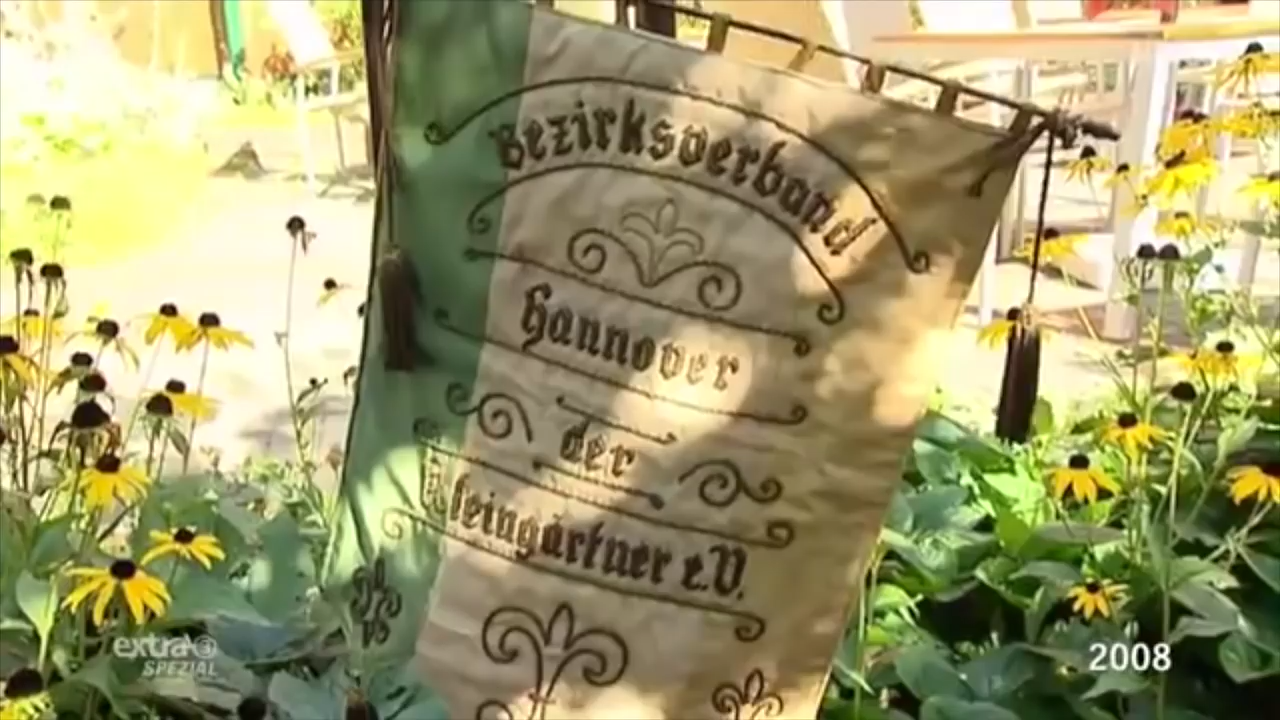 Bezirksverband
Hannover
der
Kleingärtner e.V.
extra 3
SPEZIAL
2008